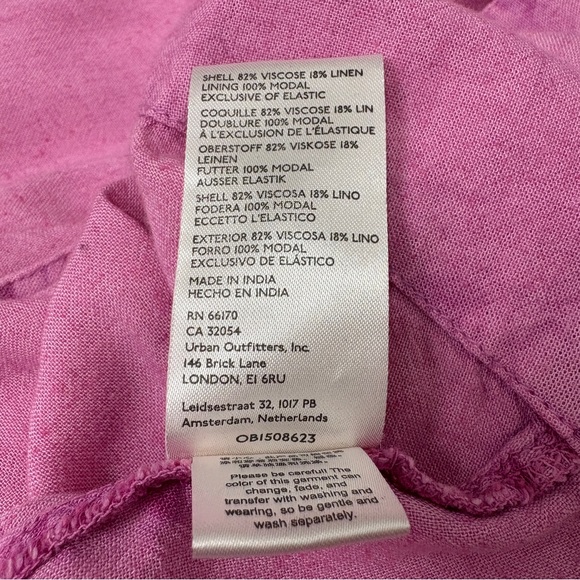 SHELL 82% VISCOSE 18% LINEN
LINING 100% MODAL
EXCLUSIVE OF ELASTIC
COQUILLE 82% VISCOSE 18% LIN
DOUBLURE 100% MODAL
À L'EXCLUSION DE L'ÉLASTIQUE
OBERSTOFF 82% VISKOSE 18%
LEINEN
FUTTER 100% MODAL
AUSSER ELASTIK
SHELL 82% VISCOSA 18% LINO
FODERA 100% MODAL
ECCETTO L'ELASTICO
EXTERIOR 82% VISCOSA 18% LINO
FORRO 100% MODAL
EXCLUSIVO DE ELÁSTICO
MADE IN INDIA
HECHO EN INDIA
RN 66170
CA 32054
Urban Outfitters, Inc.
146 Brick Lane
LONDON, E1 6RU
Leidsestraat 32, 1017 PB
Amsterdam, Netherlands
OB1508623
Please be careful! The
color of this garment can
change, fade, and
transfer with washing and
wearing, so be gentle and
wash separately.